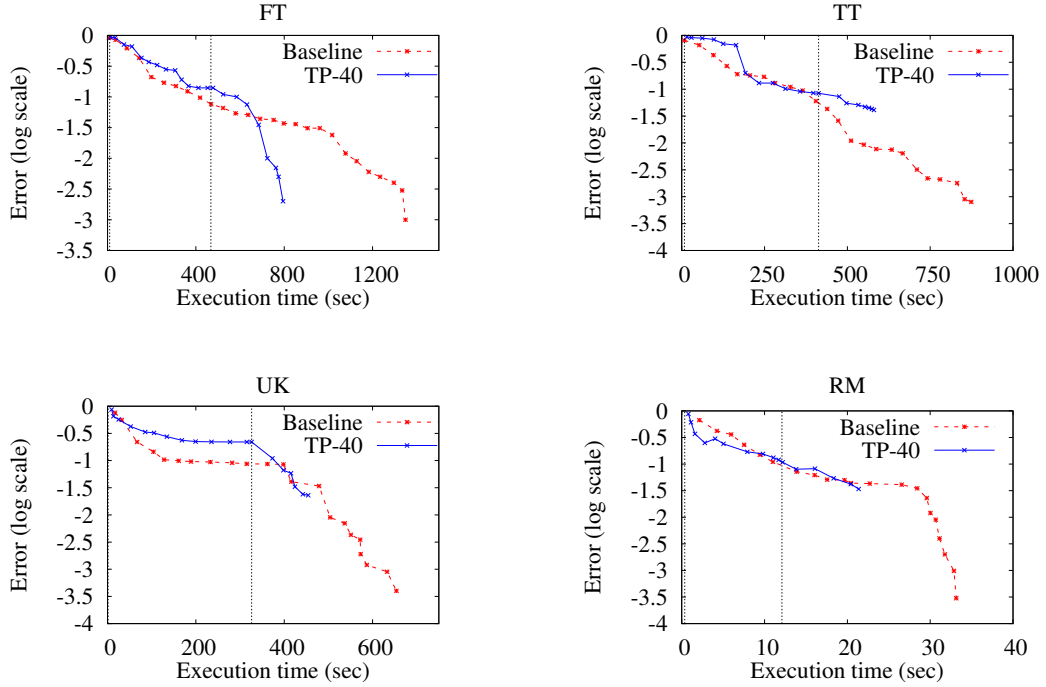 FT
Baseline
TP-40
0
-0.5
-1
-1.5
-2
-2.5
-3
-3.5
Error (log scale)
0 400 800 1200
Execution time (sec)
TT
Baseline
TP-40
0
-0.5
-1
-1.5
-2
-2.5
-3
-3.5
-4
Error (log scale)
0 250 500 750 1000
Execution time (sec)
UK
Baseline
TP-40
0
-0.5
-1
-1.5
-2
-2.5
-3
-3.5
-4
Error (log scale)
0 200 400 600
Execution time (sec)
RM
Baseline
TP-40
0
-0.5
-1
-1.5
-2
-2.5
-3
-3.5
-4
Error (log scale)
0 10 20 30 40
Execution time (sec)